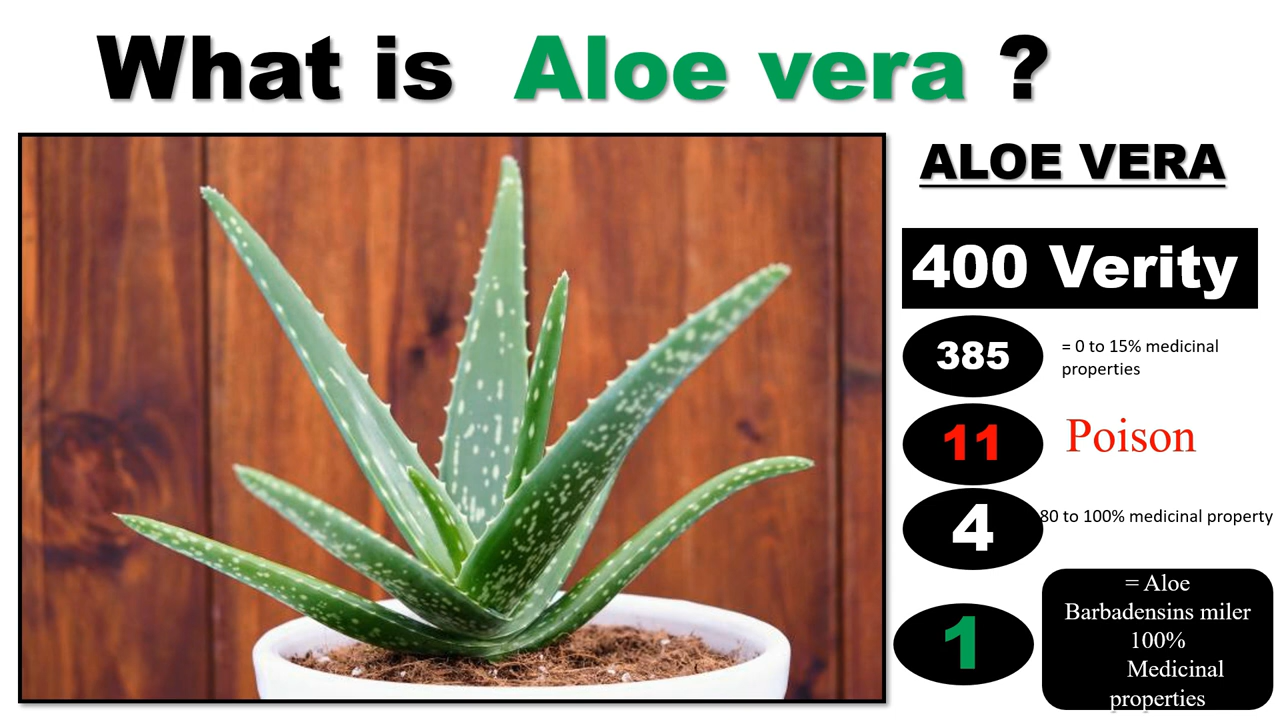 What is Aloe vera ?
ALOE VERA
400 Verity
385
= 0 to 15% medicinal
properties
11
Poison
4
80 to 100% medicinal property
1
= Aloe
Barbadensins miler
100%
Medicinal
properties